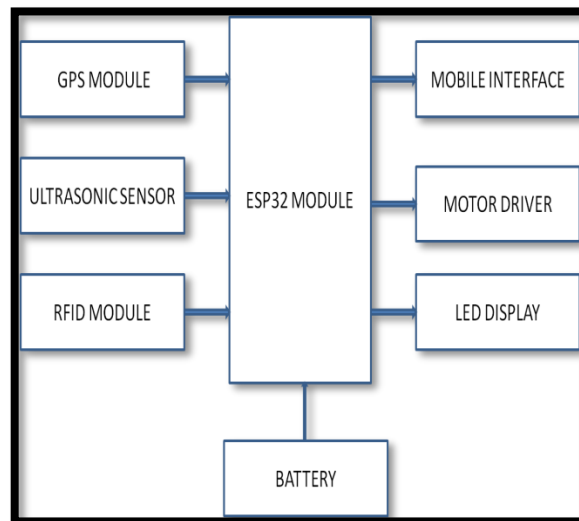 GPS MODULE
ULTRASONIC SENSOR
RFID MODULE
ESP32 MODULE
MOBILE INTERFACE
MOTOR DRIVER
LED DISPLAY
BATTERY